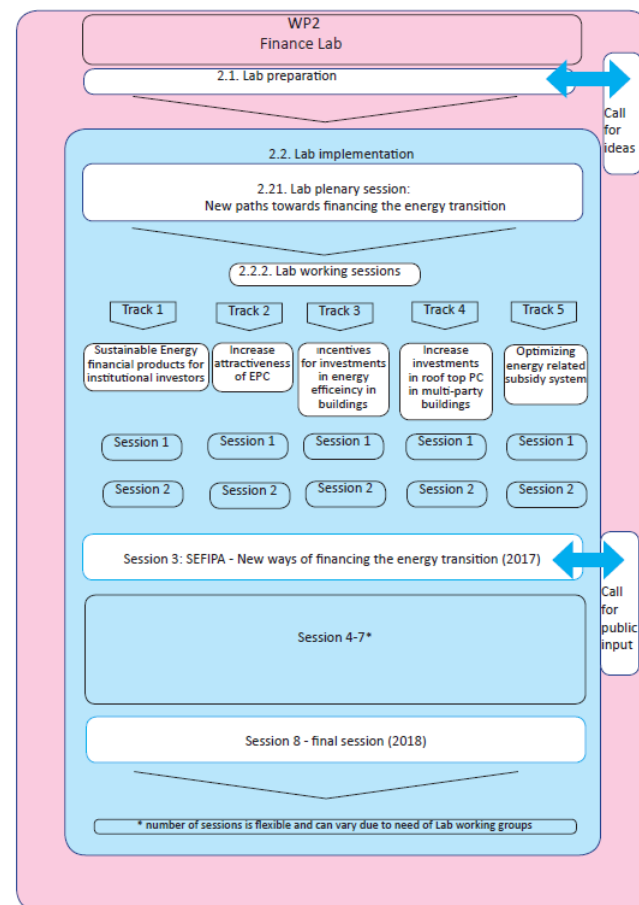 WP2
Finance Lab
2.1. Lab preparation
Call
for
ideas
2.2. Lab implementation
2.21. Lab plenary session:
New paths towards financing the energy transition
2.2.2. Lab working sessions
Track 1
Track 2
Track 3
Track 4
Track 5
Sustainable Energy
financial products for
institutional investors
Increase
attractiveness
of EPC
Incentives
for investments
in energy
efficeincy in
buildings
Increase
investments
in roof top PC
in multi-party
buildings
Optimizing
energy related
subsidy system
Session 1
Session 1
Session 1
Session 1
Session 1
Session 2
Session 2
Session 2
Session 2
Session 2
Session 3: SEFIPA - New ways of financing the energy transition (2017)
Call
for
public
input
Session 4-7*
Session 8 - final session (2018)
* number of sessions is flexible and can vary due to need of Lab working groups